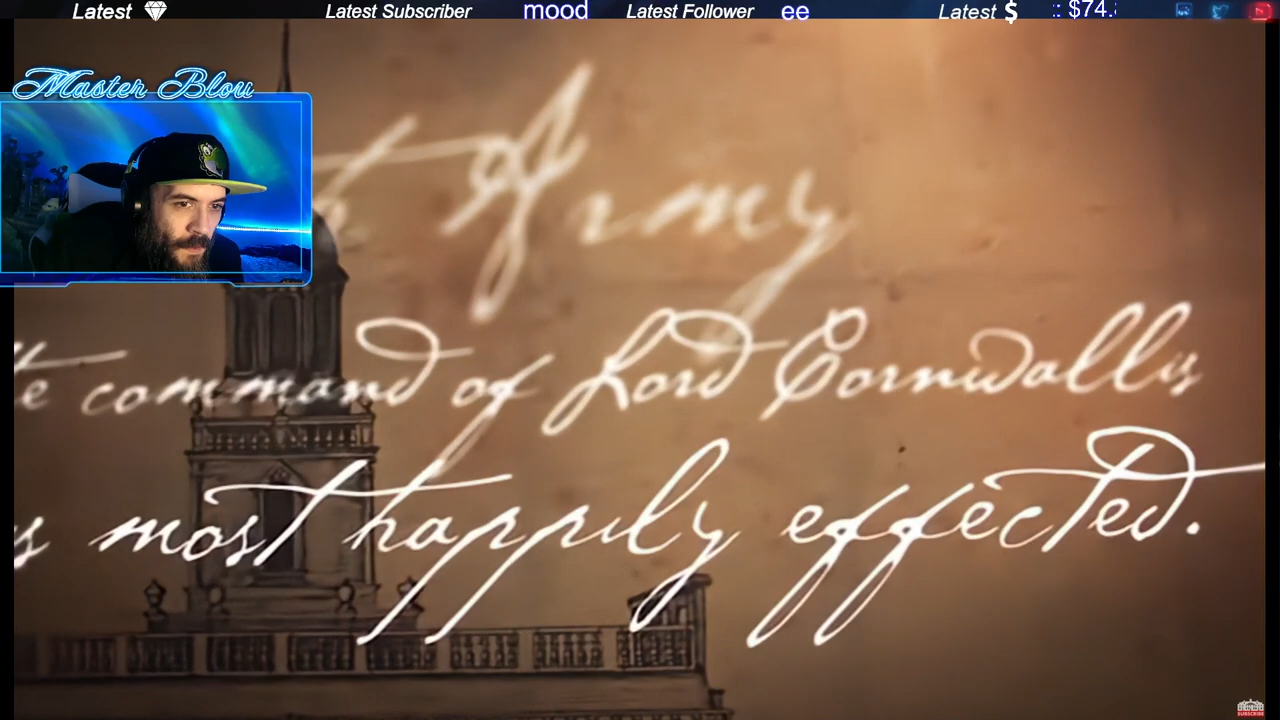 Latest Latest Subscriber mood Latest Follower ee Latest $ : $74.
Master Blou
Army
command of Lord Cornwallis
most happily effected.
SUBSCRIBE